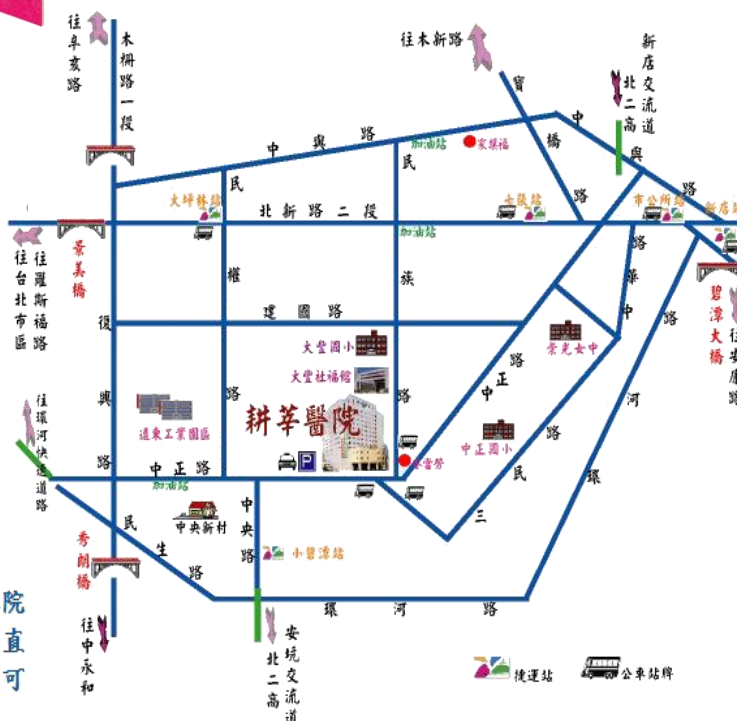 往辛亥路
木柵路一段
往木新路
新店交流道
北二高
寶橋路
中興路
民權路
民族路
加油站
家樂福
大坪林站
北新路二段
七張站
市公所站
加油站
景美橋
往羅斯福路
往台北市區
復興路
建國路
中華路
環河路
碧潭大橋
大豐國小
大豐社福館
崇光女中
中正路
耕莘醫院
遠東工業園區
中正國小
三民路
往環河快速道路
P
中正路
加油站
中央新村
中央路
民生路
秀朗橋
小碧潭站
環河路
往中永和
安坑交流道
北二高
院
直
可
捷運站
公車站牌